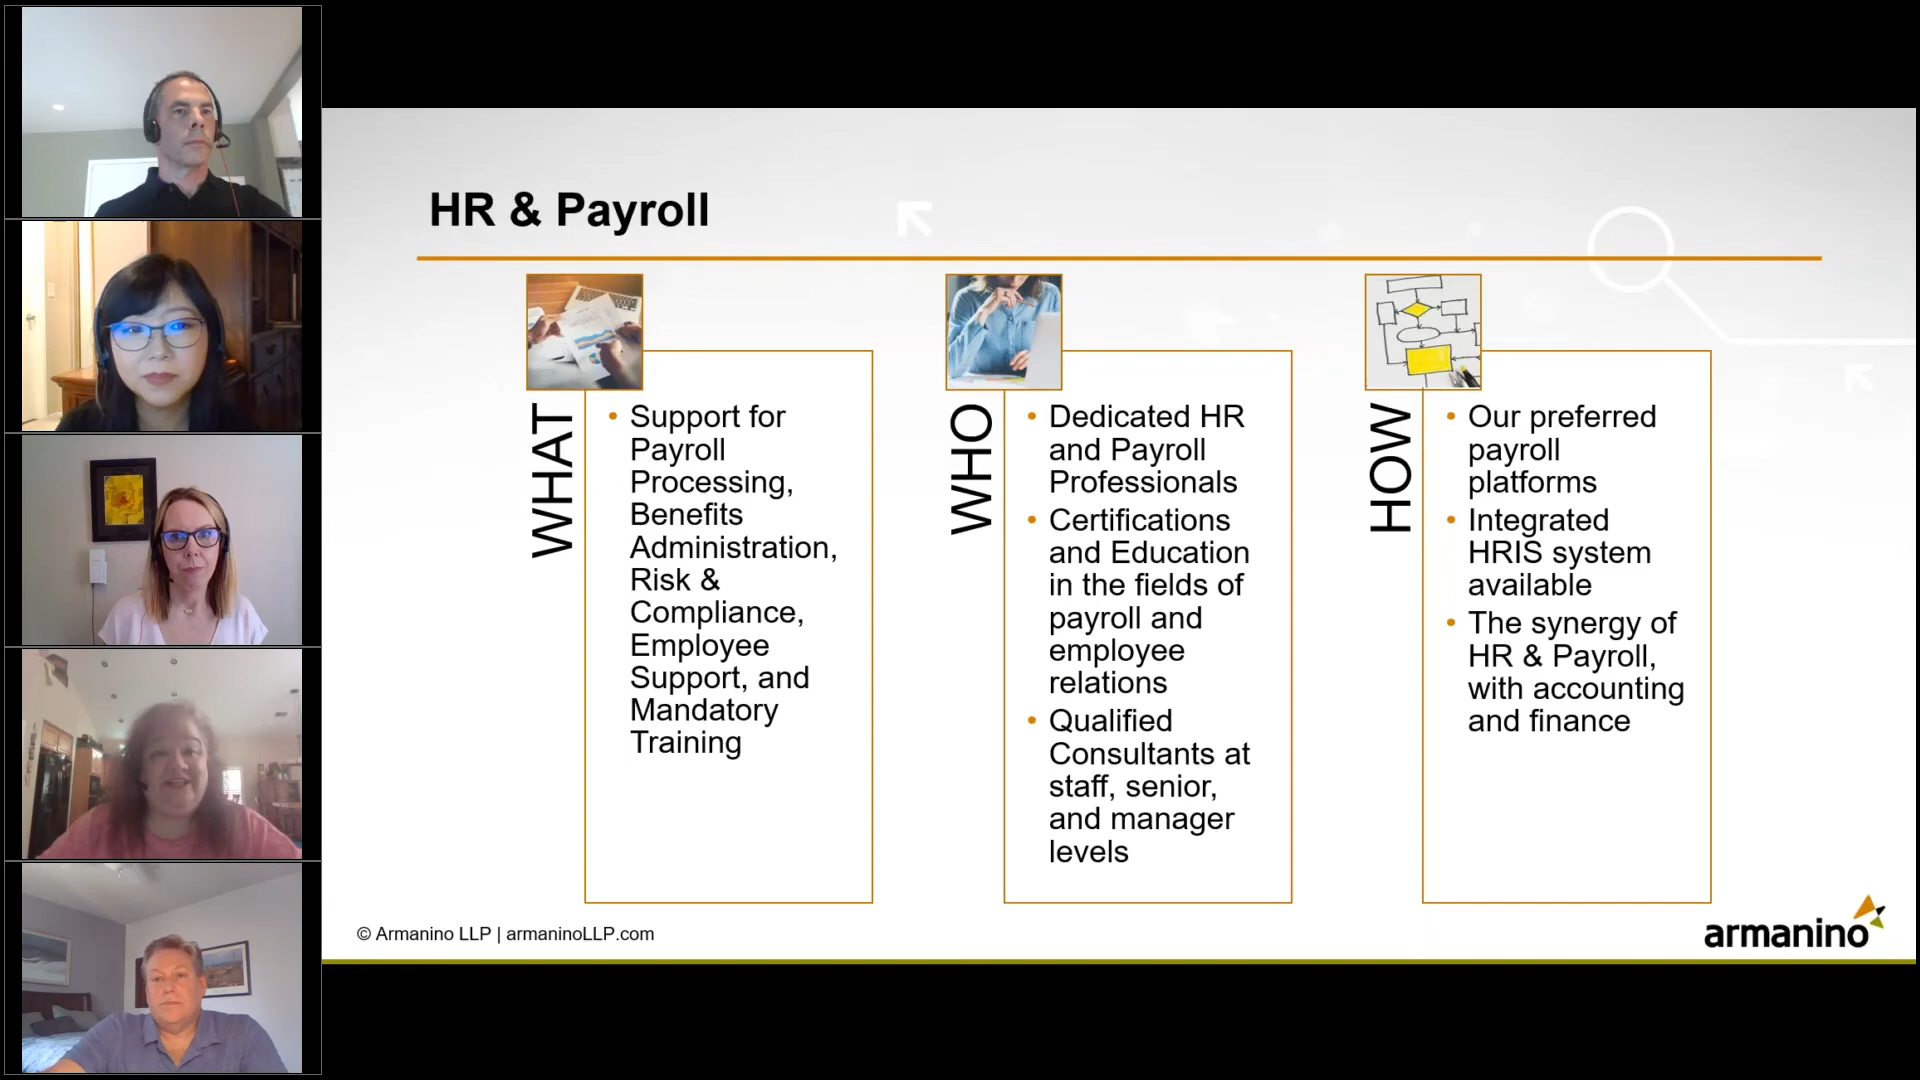 HR & Payroll
WHAT
• Support for
Payroll
Processing,
Benefits
Administration,
Risk &
Compliance,
Employee
Support, and
Mandatory
Training
WHO
• Dedicated HR
and Payroll
Professionals
• Certifications
and Education
in the fields of
payroll and
employee
relations
• Qualified
Consultants at
staff, senior,
and manager
levels
HOW
• Our preferred
payroll
platforms
• Integrated
HRIS system
available
• The synergy of
HR & Payroll,
with accounting
and finance
© Armanino LLP | armaninoLLP.com
armanino